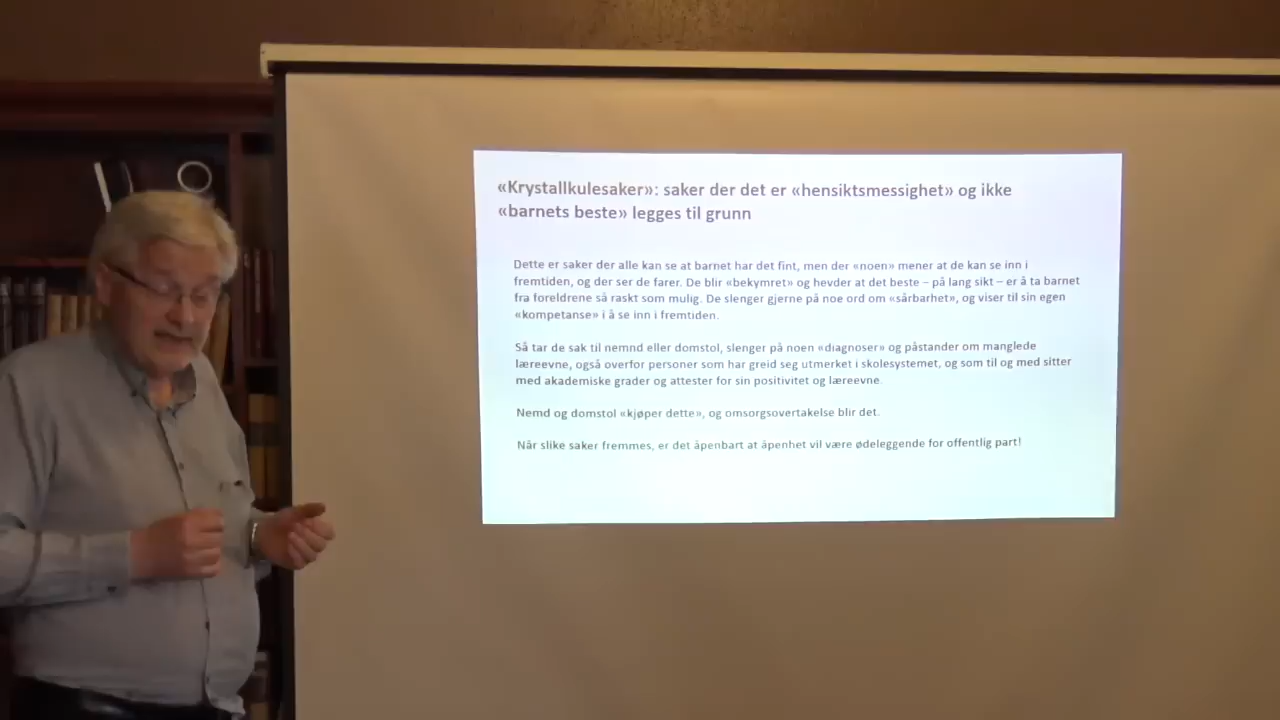 «Krystallkulesaker»: saker der det er «hensiktsmessighet» og ikke
«barnets beste» legges til grunn
Dette er saker der alle kan se at barnet har det fint, men der «noen» mener at de kan se inn i
fremtiden, og der ser de farer. De blir «bekymret» og hevder at det beste – på lang sikt – er å ta barnet
fra foreldrene så raskt som mulig. De slenger gjerne på noe ord om «sårbarhet», og viser til sin egen
«kompetanse» i å se inn i fremtiden.
Så tar de sak til nemnd eller domstol, slenger på noen «diagnoser» og påstander om manglede
læreevne, også overfor personer som har greid seg utmerket i skolesystemet, og som til og med sitter
med akademiske grader og attester for sin positivitet og læreevne.
Nemd og domstol «kjøper dette», og omsorgsovertakelse blir det.
Når slike saker fremmes, er det åpenbart at åpenhet vil være ødeleggende for offentlig part!